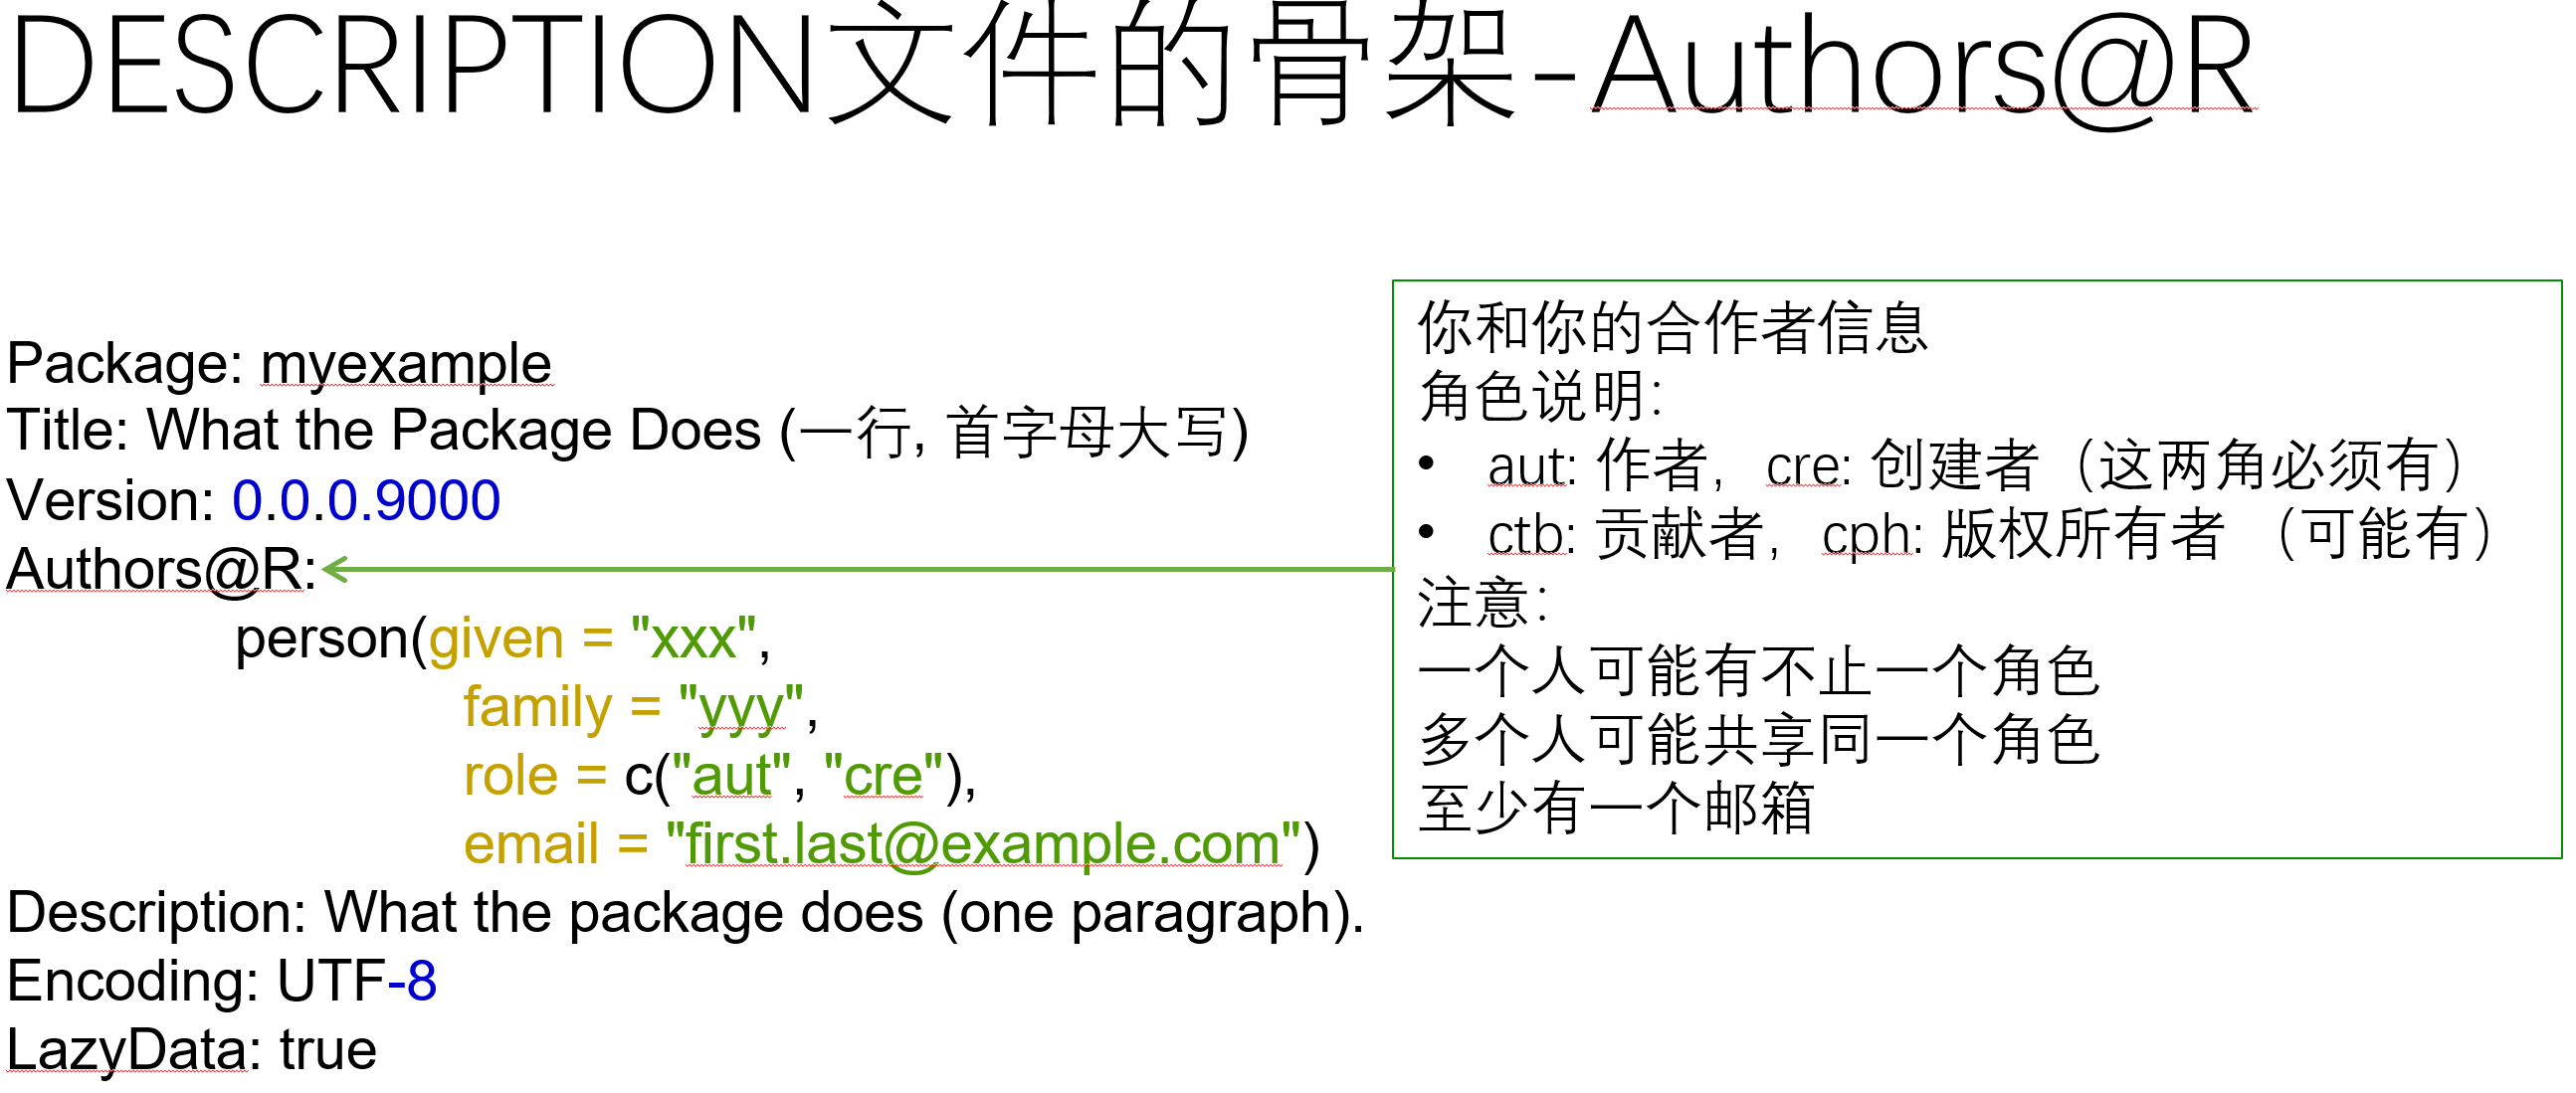 DESCRIPTION文件的骨架-Authors@R
Package: myexample
Title: What the Package Does (一行, 首字母大写)
Version: 0.0.0.9000
Authors@R:
person(given = "xxx",
family = "yyy",
role = c("aut", "cre"),
email = "first.last@example.com")
Description: What the package does (one paragraph).
Encoding: UTF-8
LazyData: true
你和你的合作者信息
角色说明:
• aut: 作者, cre: 创建者（这两角必须有）
• ctb: 贡献者, cph: 版权所有者 （可能有）
注意:
一个人可能有不止一个角色
多个人可能共享同一个角色
至少有一个邮箱